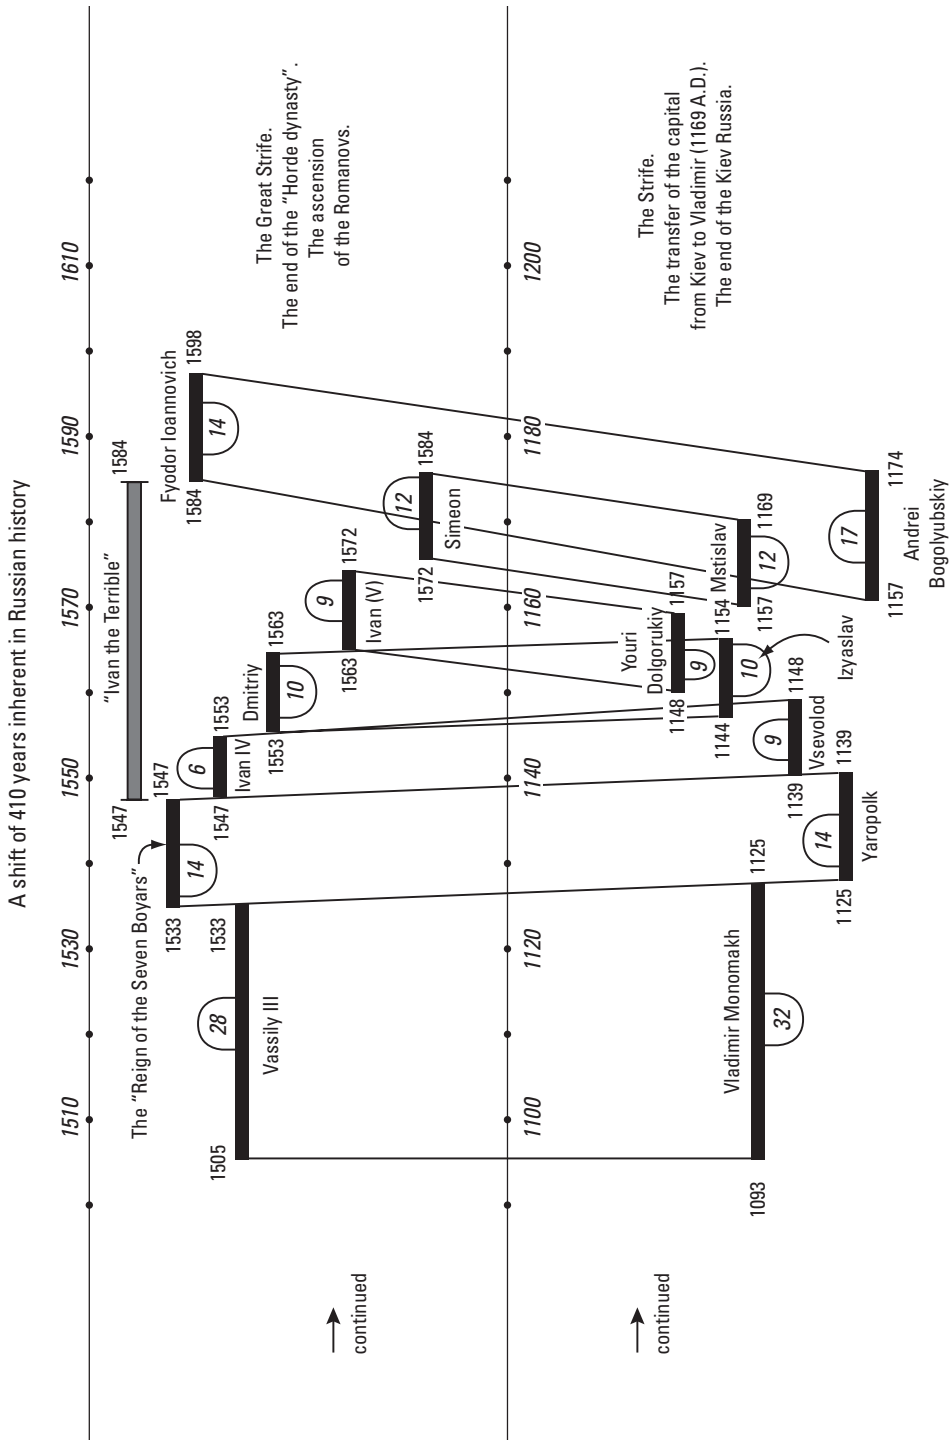 A shift of 410 years inherent in Russian history
1510
1530
1550
1570
1590
1610
"Ivan the Terrible"
1547
1584
The "Reign of the Seven Boyars"
1533
1547
14
Fyodor Ioannovich
1584
1598
14
1547
1553
6
Ivan IV
1505
1533
28
Vassily III
Dmitriy
1553
1563
10
1563
1572
9
Ivan (V)
1572
1584
12
Simeon
The Great Strife.
The end of the "Horde dynasty".
The ascension
of the Romanovs.
continued
1100
1120
1140
1160
1180
1200
Youri
Dolgorukiy
1148
1157
9
1144
1154
10
Izyaslav
Mstislav
1157
1169
12
1093
1125
Vladimir Monomakh
32
1139
1148
9
Vsevolod
1125
1139
14
Yaropolk
1157
1174
17
Andrei
Bogolyubskiy
The Strife.
The transfer of the capital
from Kiev to Vladimir (1169 A.D.).
The end of the Kiev Russia.
continued